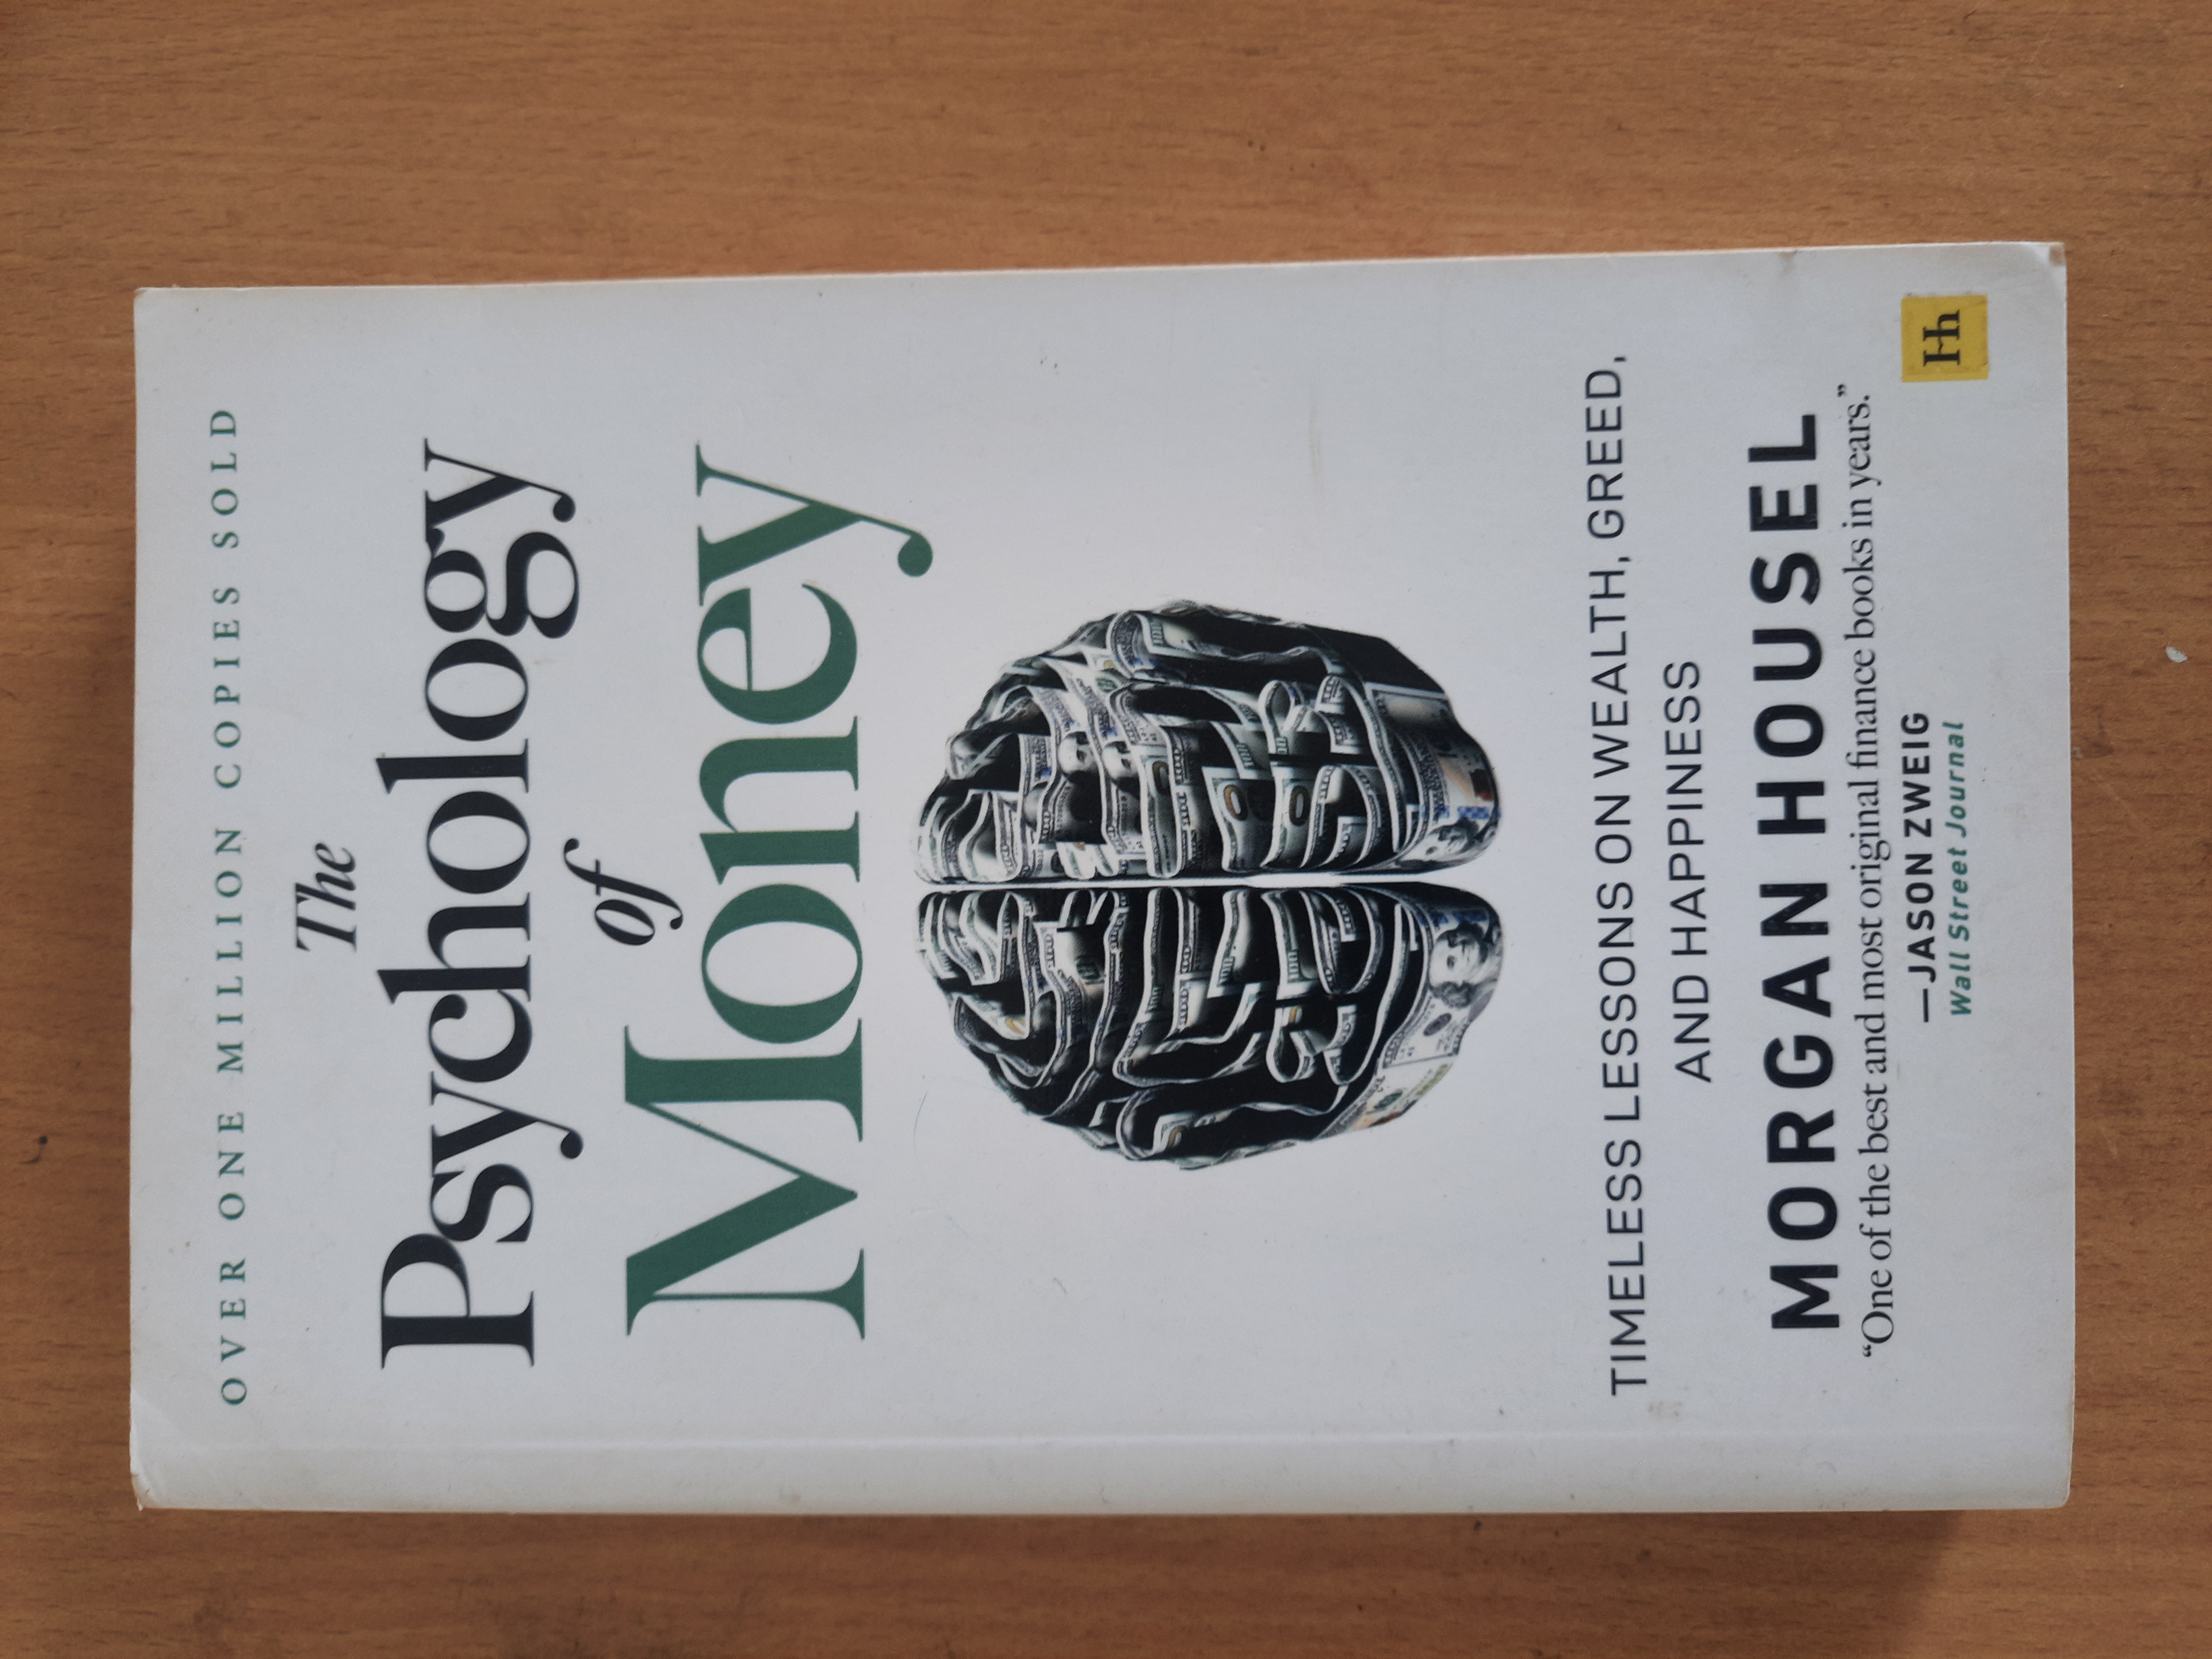 OVER ONE MILLION COPIES SOLD
The
Psychology
of
Money
TIMELESS LESSONS ON WEALTH, GREED,
AND HAPPINESS
MORGAN HOUSEL
“One of the best and most original finance books in years.”
—JASON ZWEIG
Wall Street Journal
Hh